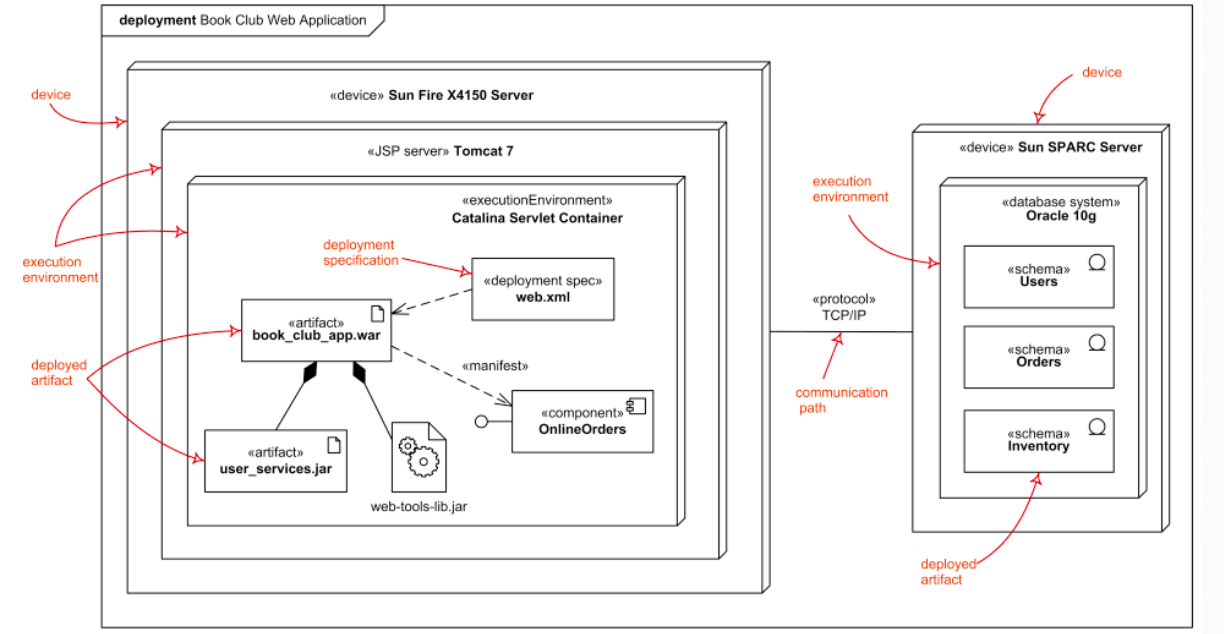 deployment Book Club Web Application
device
«device» Sun Fire X4150 Server
«JSP server» Tomcat 7
«executionEnvironment»
Catalina Servlet Container
execution
environment
deployment
specification
«deployment spec»
web.xml
«artifact»
book_club_app.war
deployed
artifact
«manifest»
«component»
OnlineOrders
«artifact»
user_services.jar
web-tools-lib.jar
«protocol»
TCP/IP
communication
path
device
«device» Sun SPARC Server
execution
environment
«database system»
Oracle 10g
«schema»
Users
«schema»
Orders
«schema»
Inventory
deployed
artifact